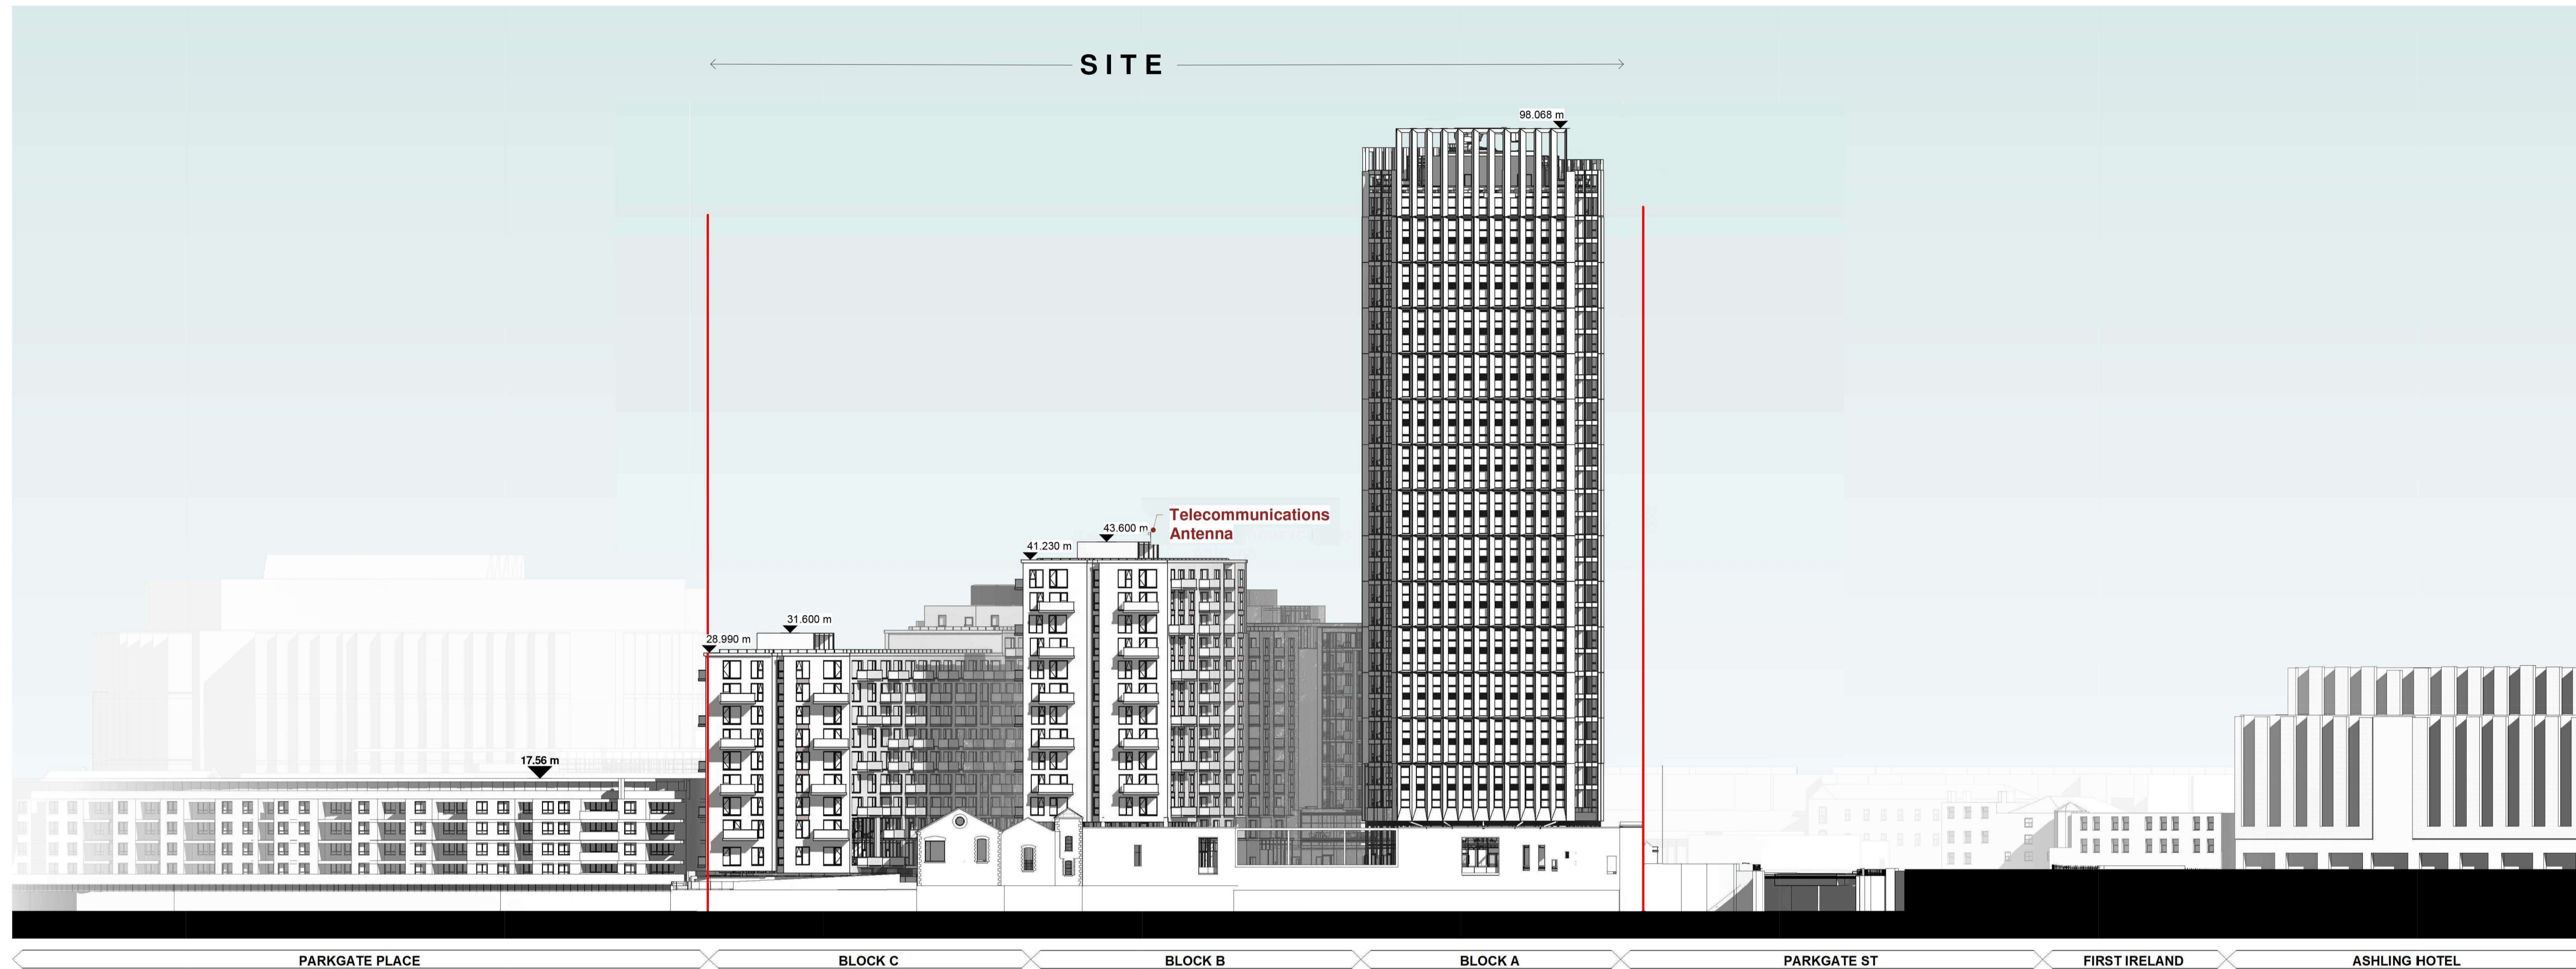 SITE
98.068 m
Telecommunications
Antenna
43.600 m
41.230 m
31.600 m
28.990 m
17.56 m
PARKGATE PLACE
BLOCK C
BLOCK B
BLOCK A
PARKGATE ST
FIRST IRELAND
ASHLING HOTEL